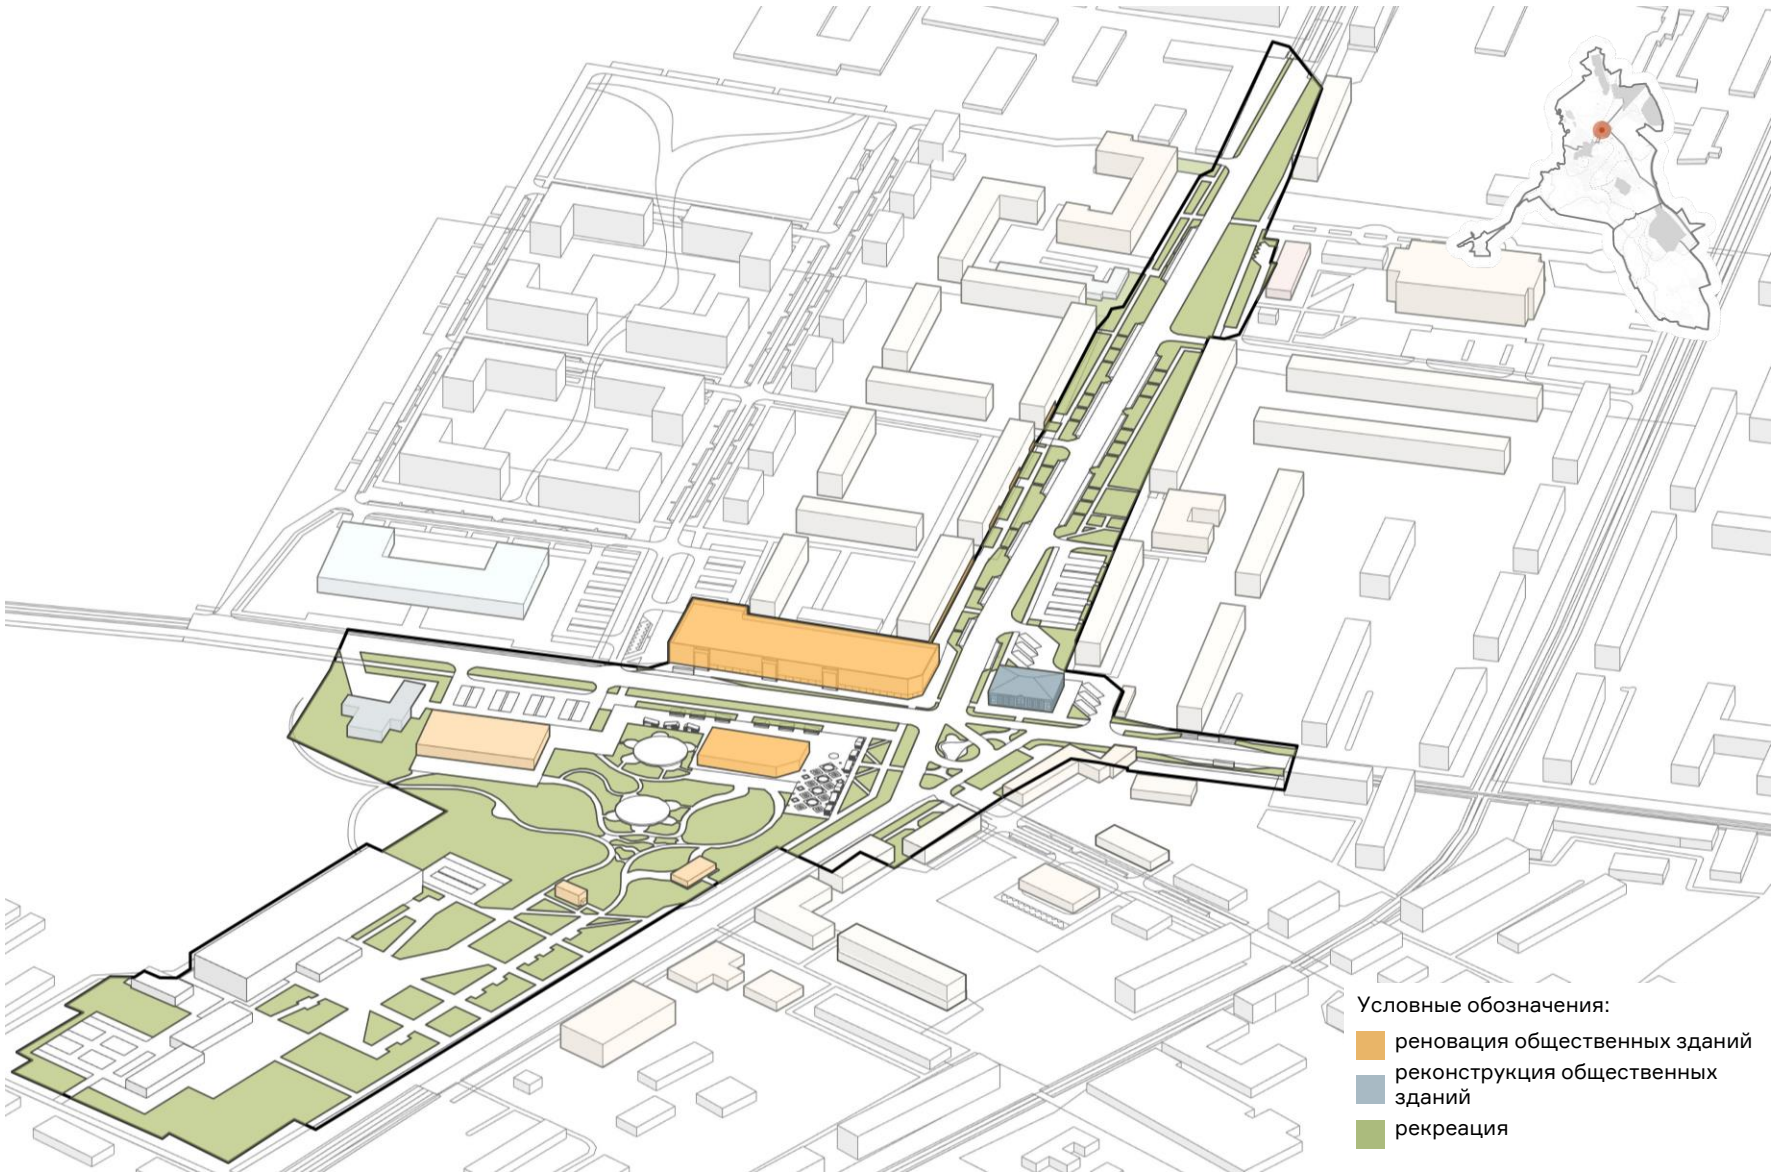 Условные обозначения:
реновация общественных зданий
реконструкция общественных
зданий
рекреация